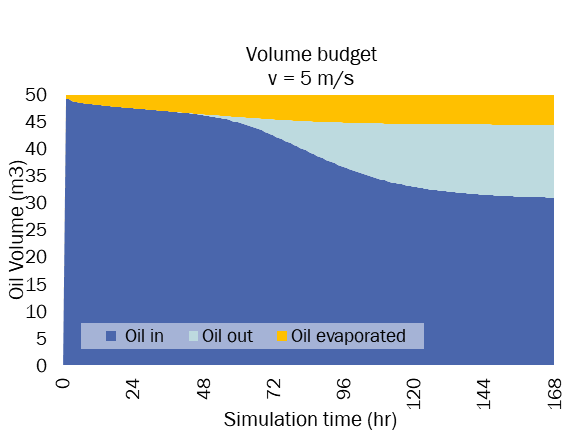 Volume budget
v = 5 m/s
50
45
40
35
30
25
20
15
10
5
0
Oil Volume (m3)
Oil in
Oil out
Oil evaporated
0
24
48
72
96
120
144
168
Simulation time (hr)